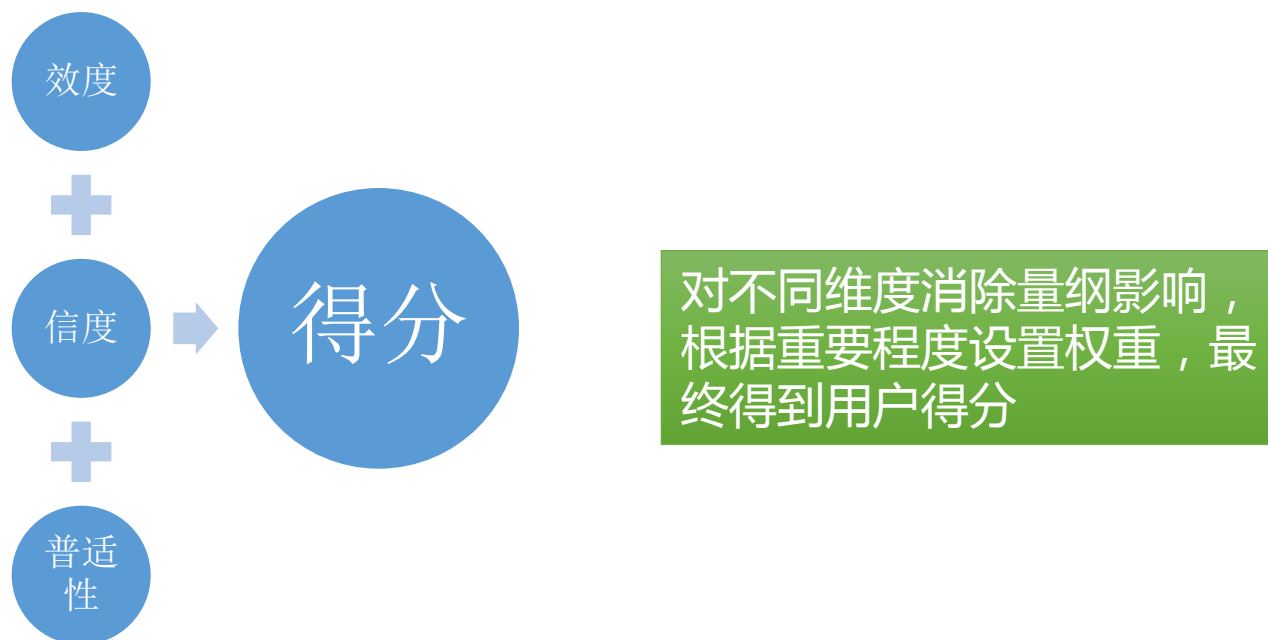 效度
信度
普适
性
得分
对不同维度消除量纲影响，
根据重要程度设置权重，最
终得到用户得分